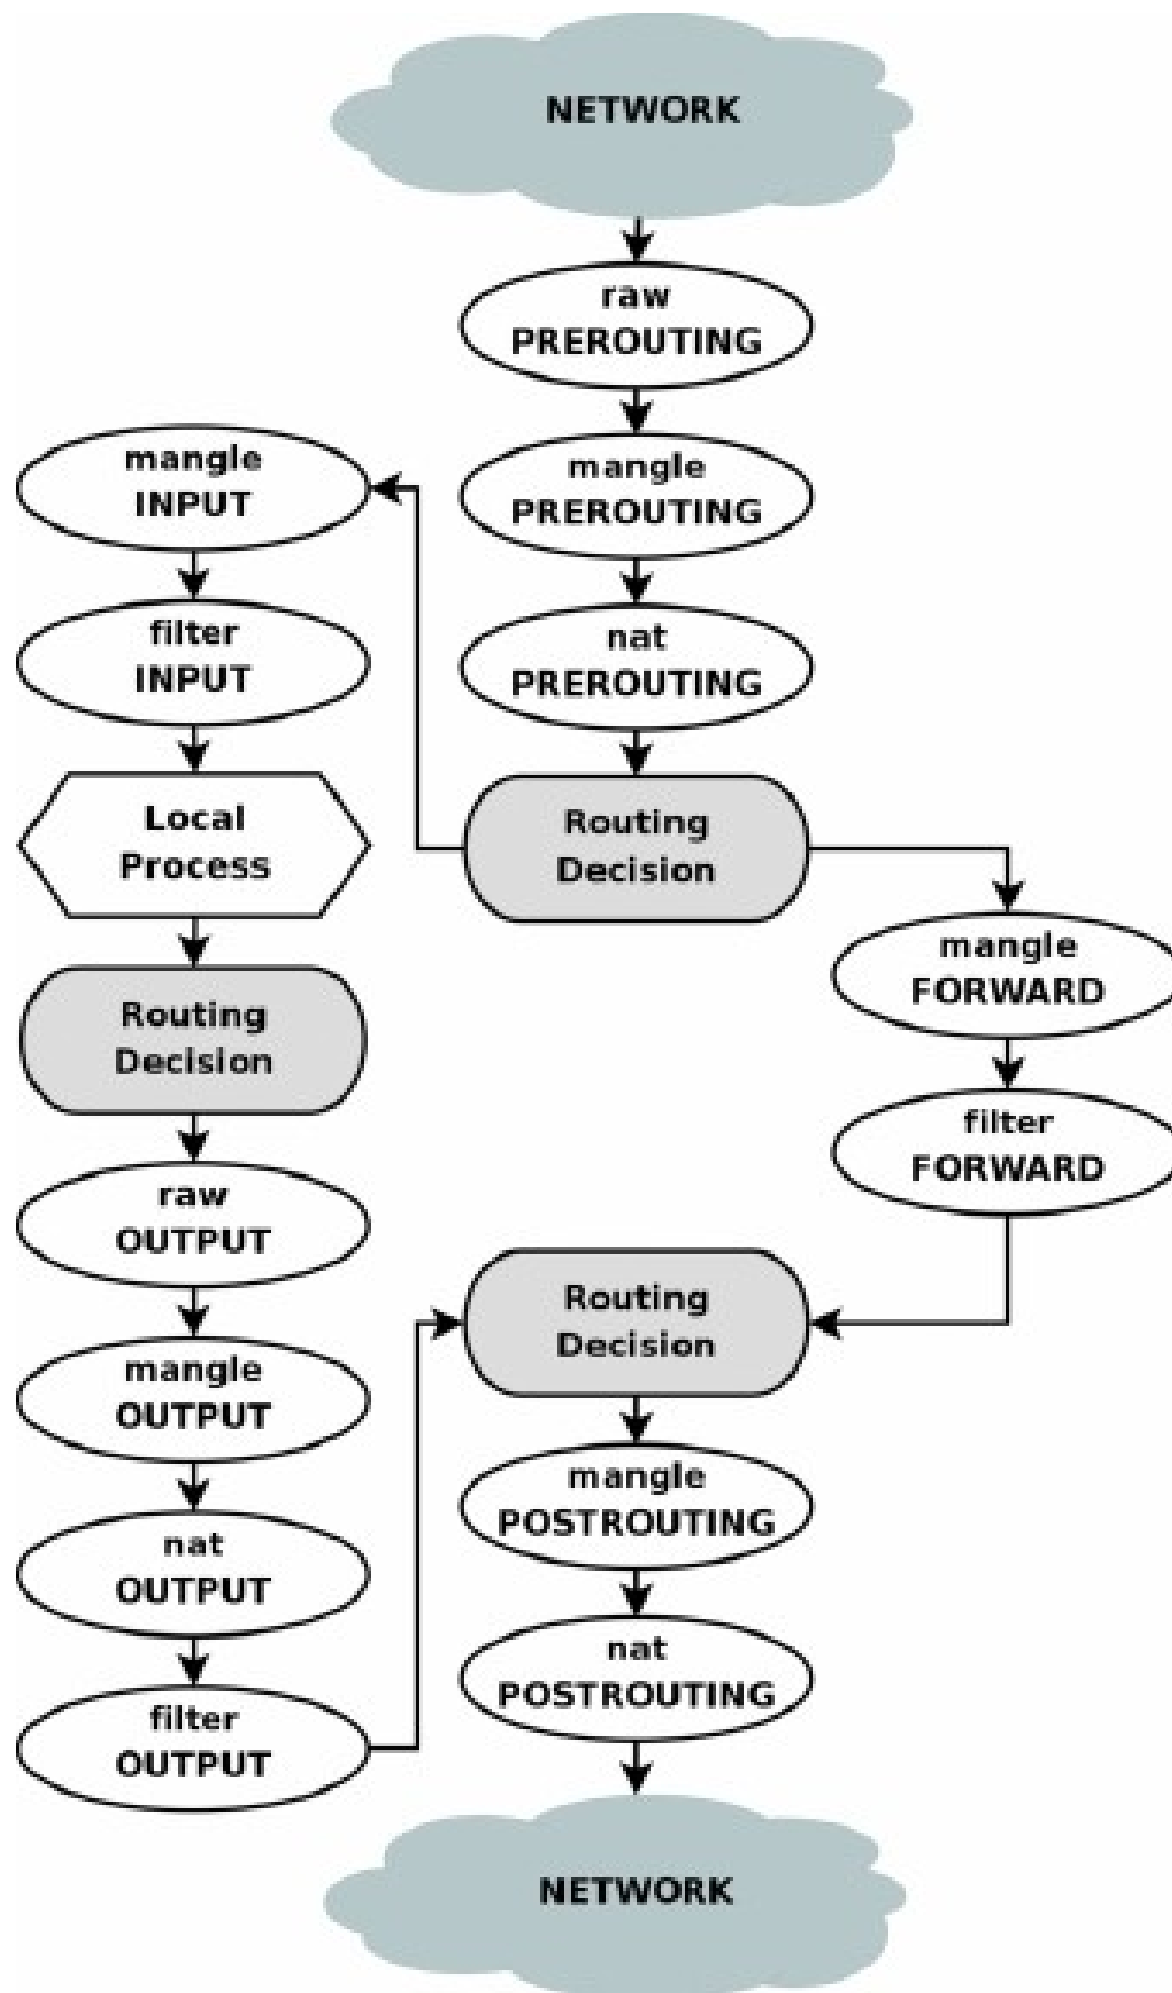 NETWORK
raw
PREROUTING
mangle
PREROUTING
nat
PREROUTING
Routing
Decision
mangle
INPUT
filter
INPUT
Local
Process
Routing
Decision
raw
OUTPUT
mangle
OUTPUT
nat
OUTPUT
filter
OUTPUT
mangle
FORWARD
filter
FORWARD
Routing
Decision
mangle
POSTROUTING
nat
POSTROUTING
NETWORK